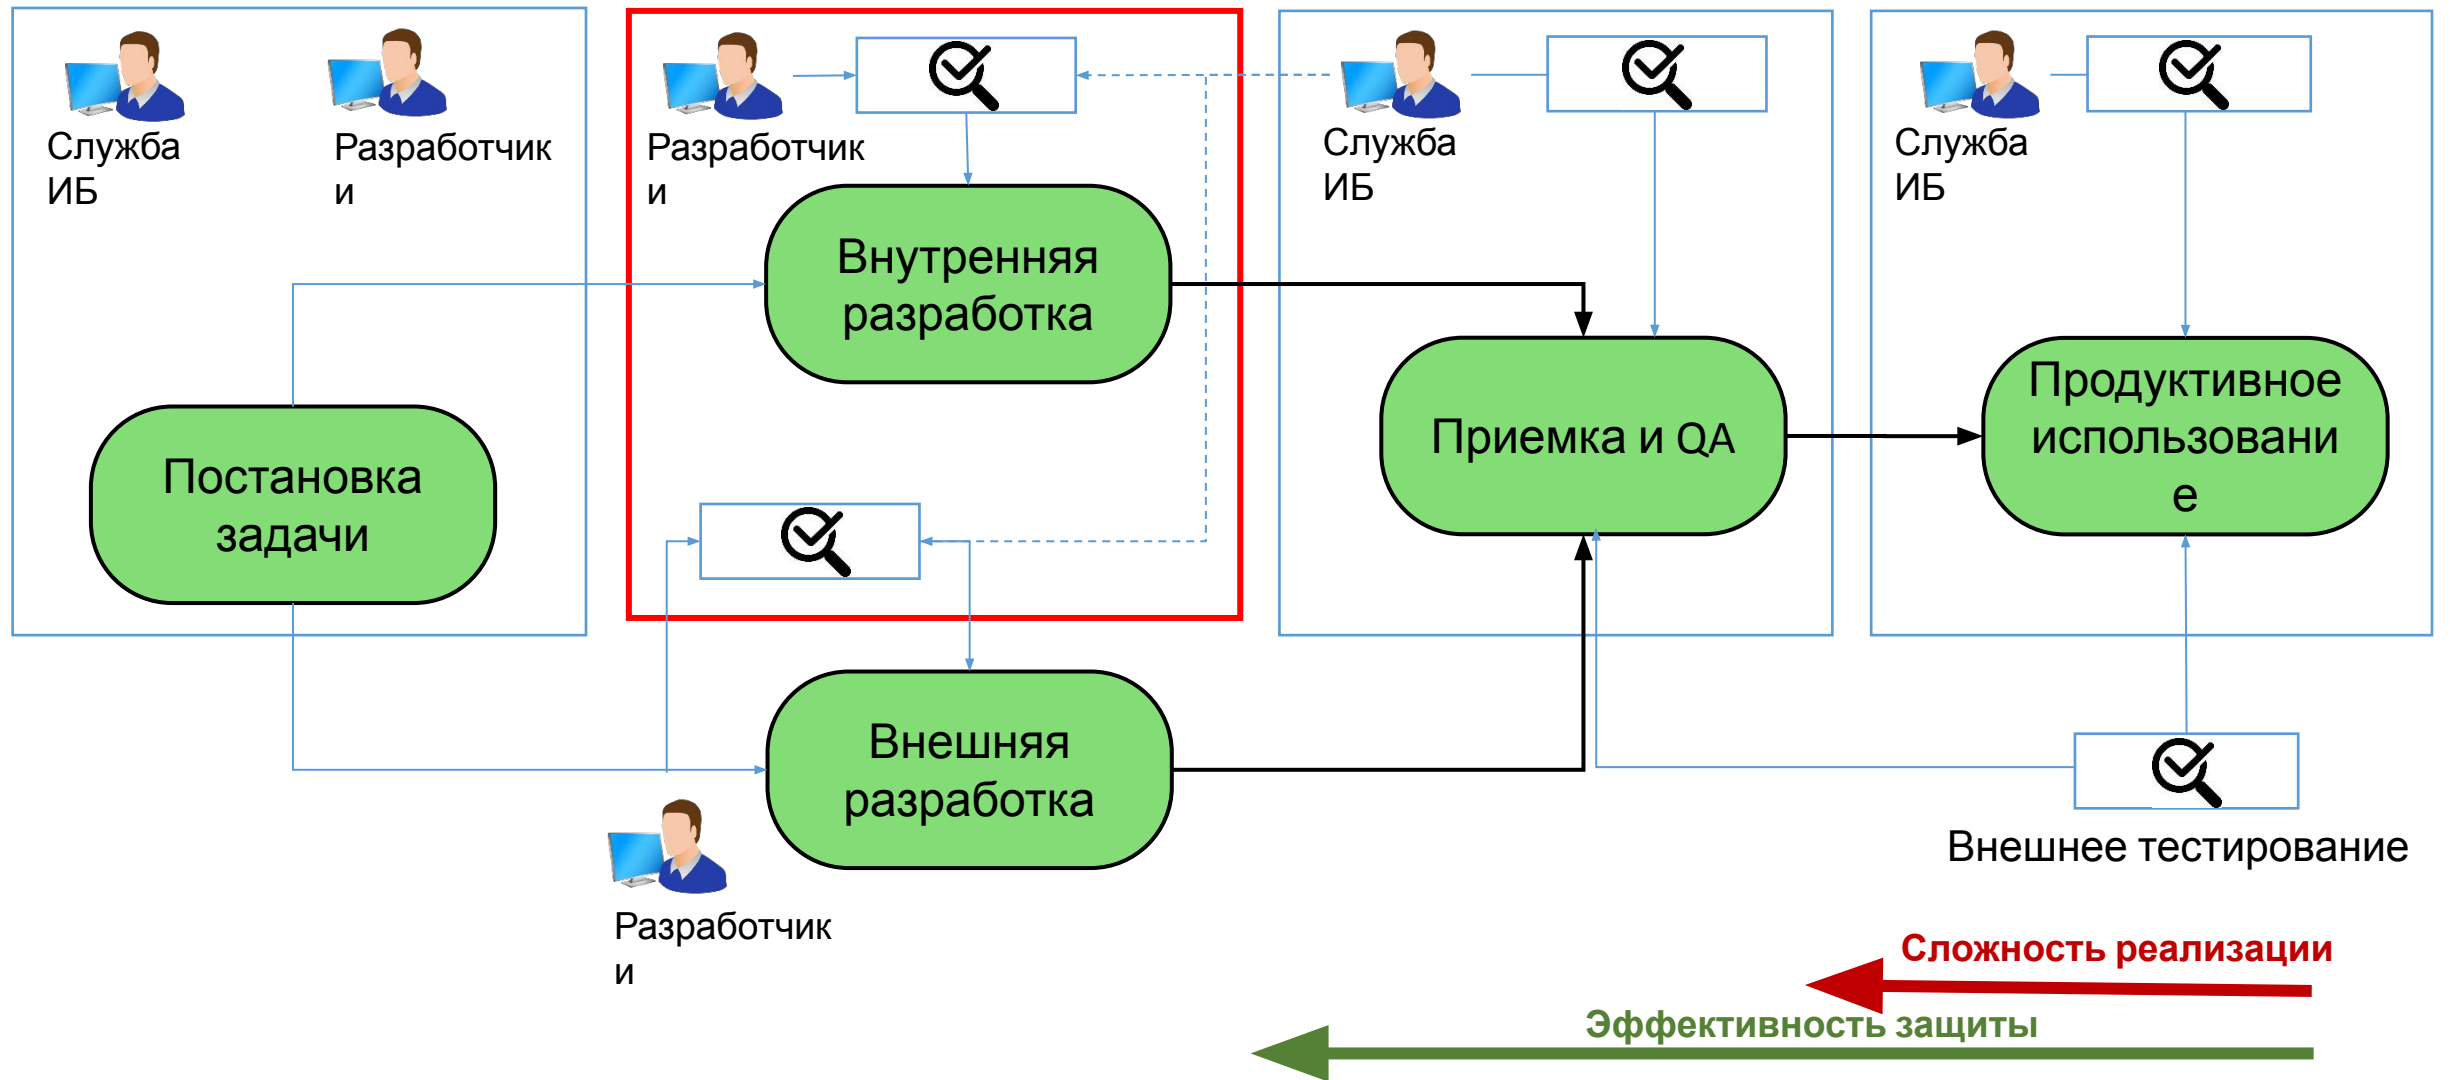 Служба
ИБ
Разработчик
и
Разработчик
и
Служба
ИБ
Служба
ИБ
Внутренняя
разработка
Постановка
задачи
Приемка и QA
Продуктивное
использовани
е
Внешняя
разработка
Разработчик
и
Внешнее тестирование
Сложность реализации
Эффективность защиты